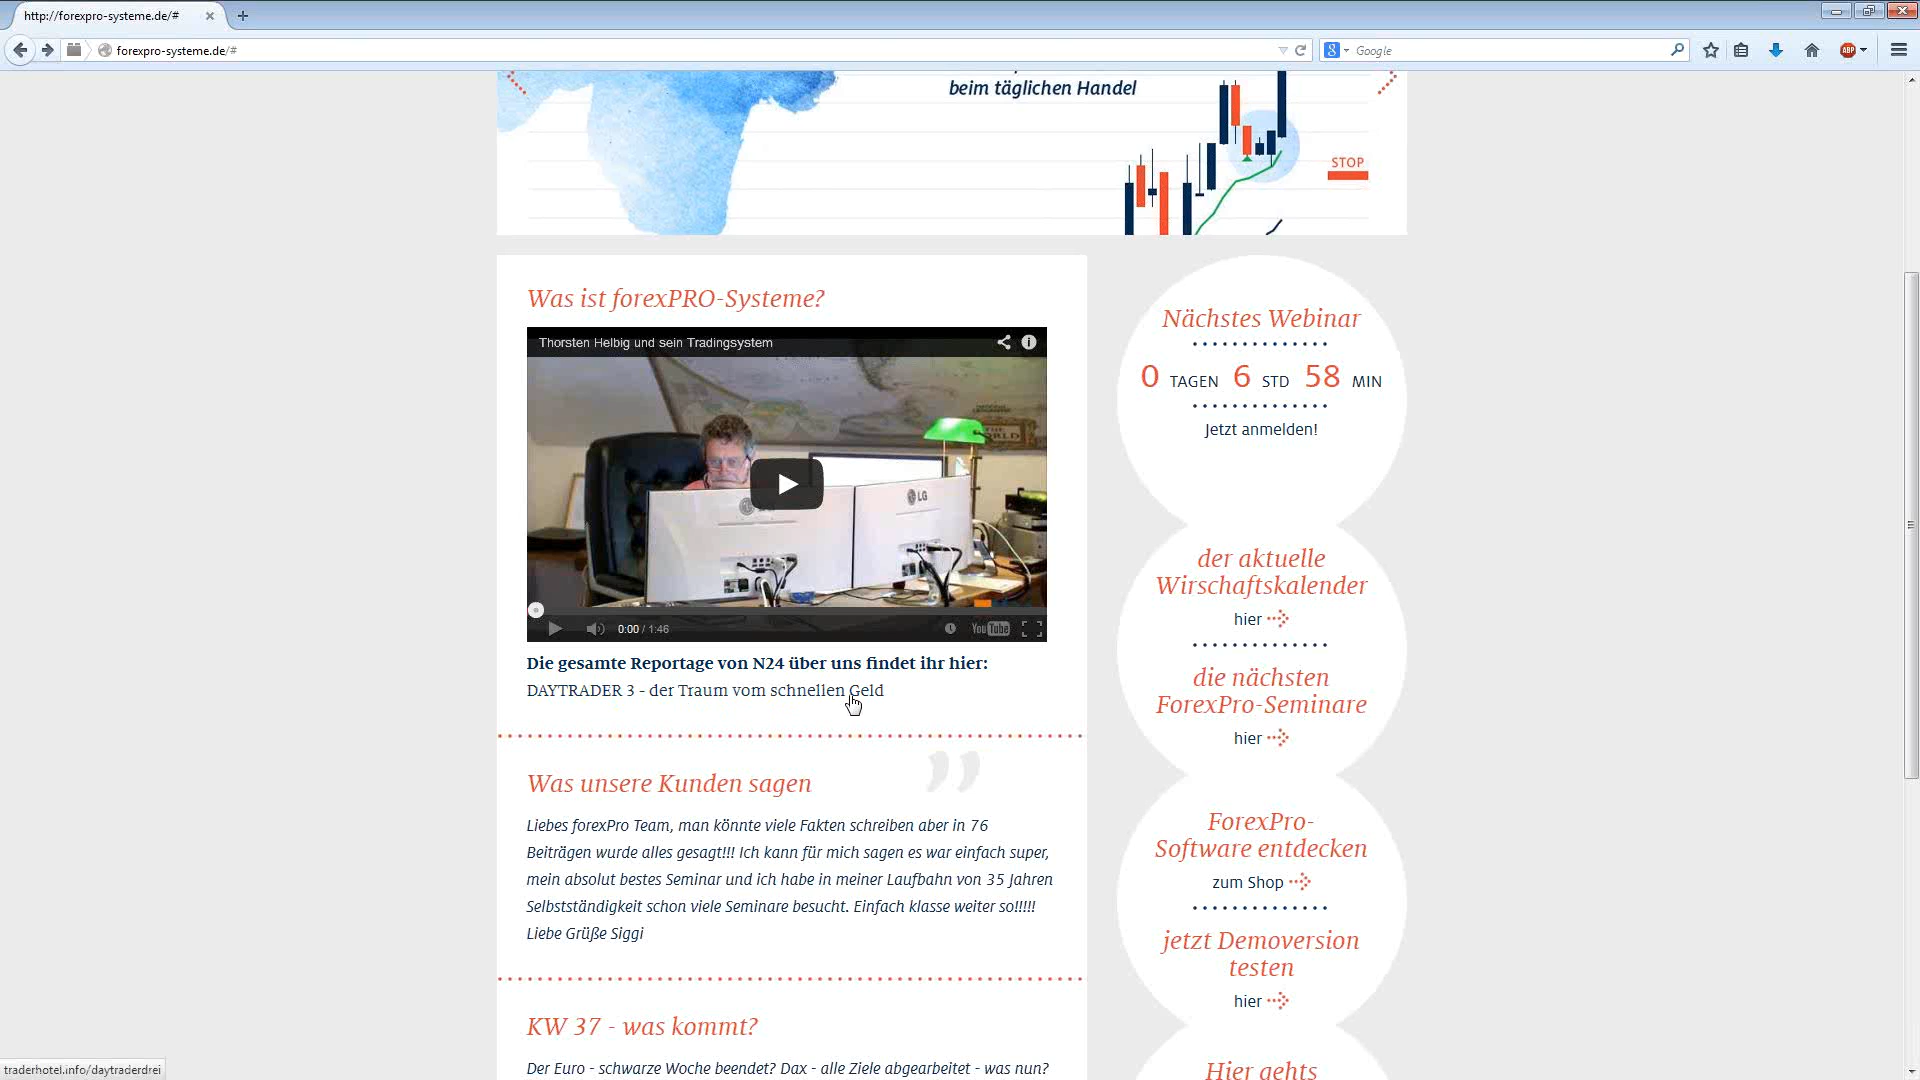 http://forexpro-systeme.de/#
forexpro-systeme.de/#
Google
ABP
beim täglichen Handel
STOP
Was ist forexPRO-Systeme?
Thorsten Helbig und sein Tradingsystem
LG
0:00 / 1:46
YouTube
Die gesamte Reportage von N24 über uns findet ihr hier:
DAYTRADER 3 - der Traum vom schnellen Geld
Was unsere Kunden sagen
Liebes forexPro Team, man könnte viele Fakten schreiben aber in 76
Beiträgen wurde alles gesagt!!! Ich kann für mich sagen es war einfach super,
mein absolut bestes Seminar und ich habe in meiner Laufbahn von 35 Jahren
Selbstständigkeit schon viele Seminare besucht. Einfach klasse weiter so!!!!!
Liebe Grüße Siggi
KW 37 - was kommt?
Der Euro - schwarze Woche beendet? Dax - alle Ziele abgearbeitet - was nun?
Nächstes Webinar
0 TAGEN 6 STD 58 MIN
Jetzt anmelden!
der aktuelle
Wirschaftskalender
hier
die nächsten
ForexPro-Seminare
hier
ForexPro-
Software entdecken
zum Shop
jetzt Demoversion
testen
hier
Hier gehts
traderhotel.info/daytraderdrei